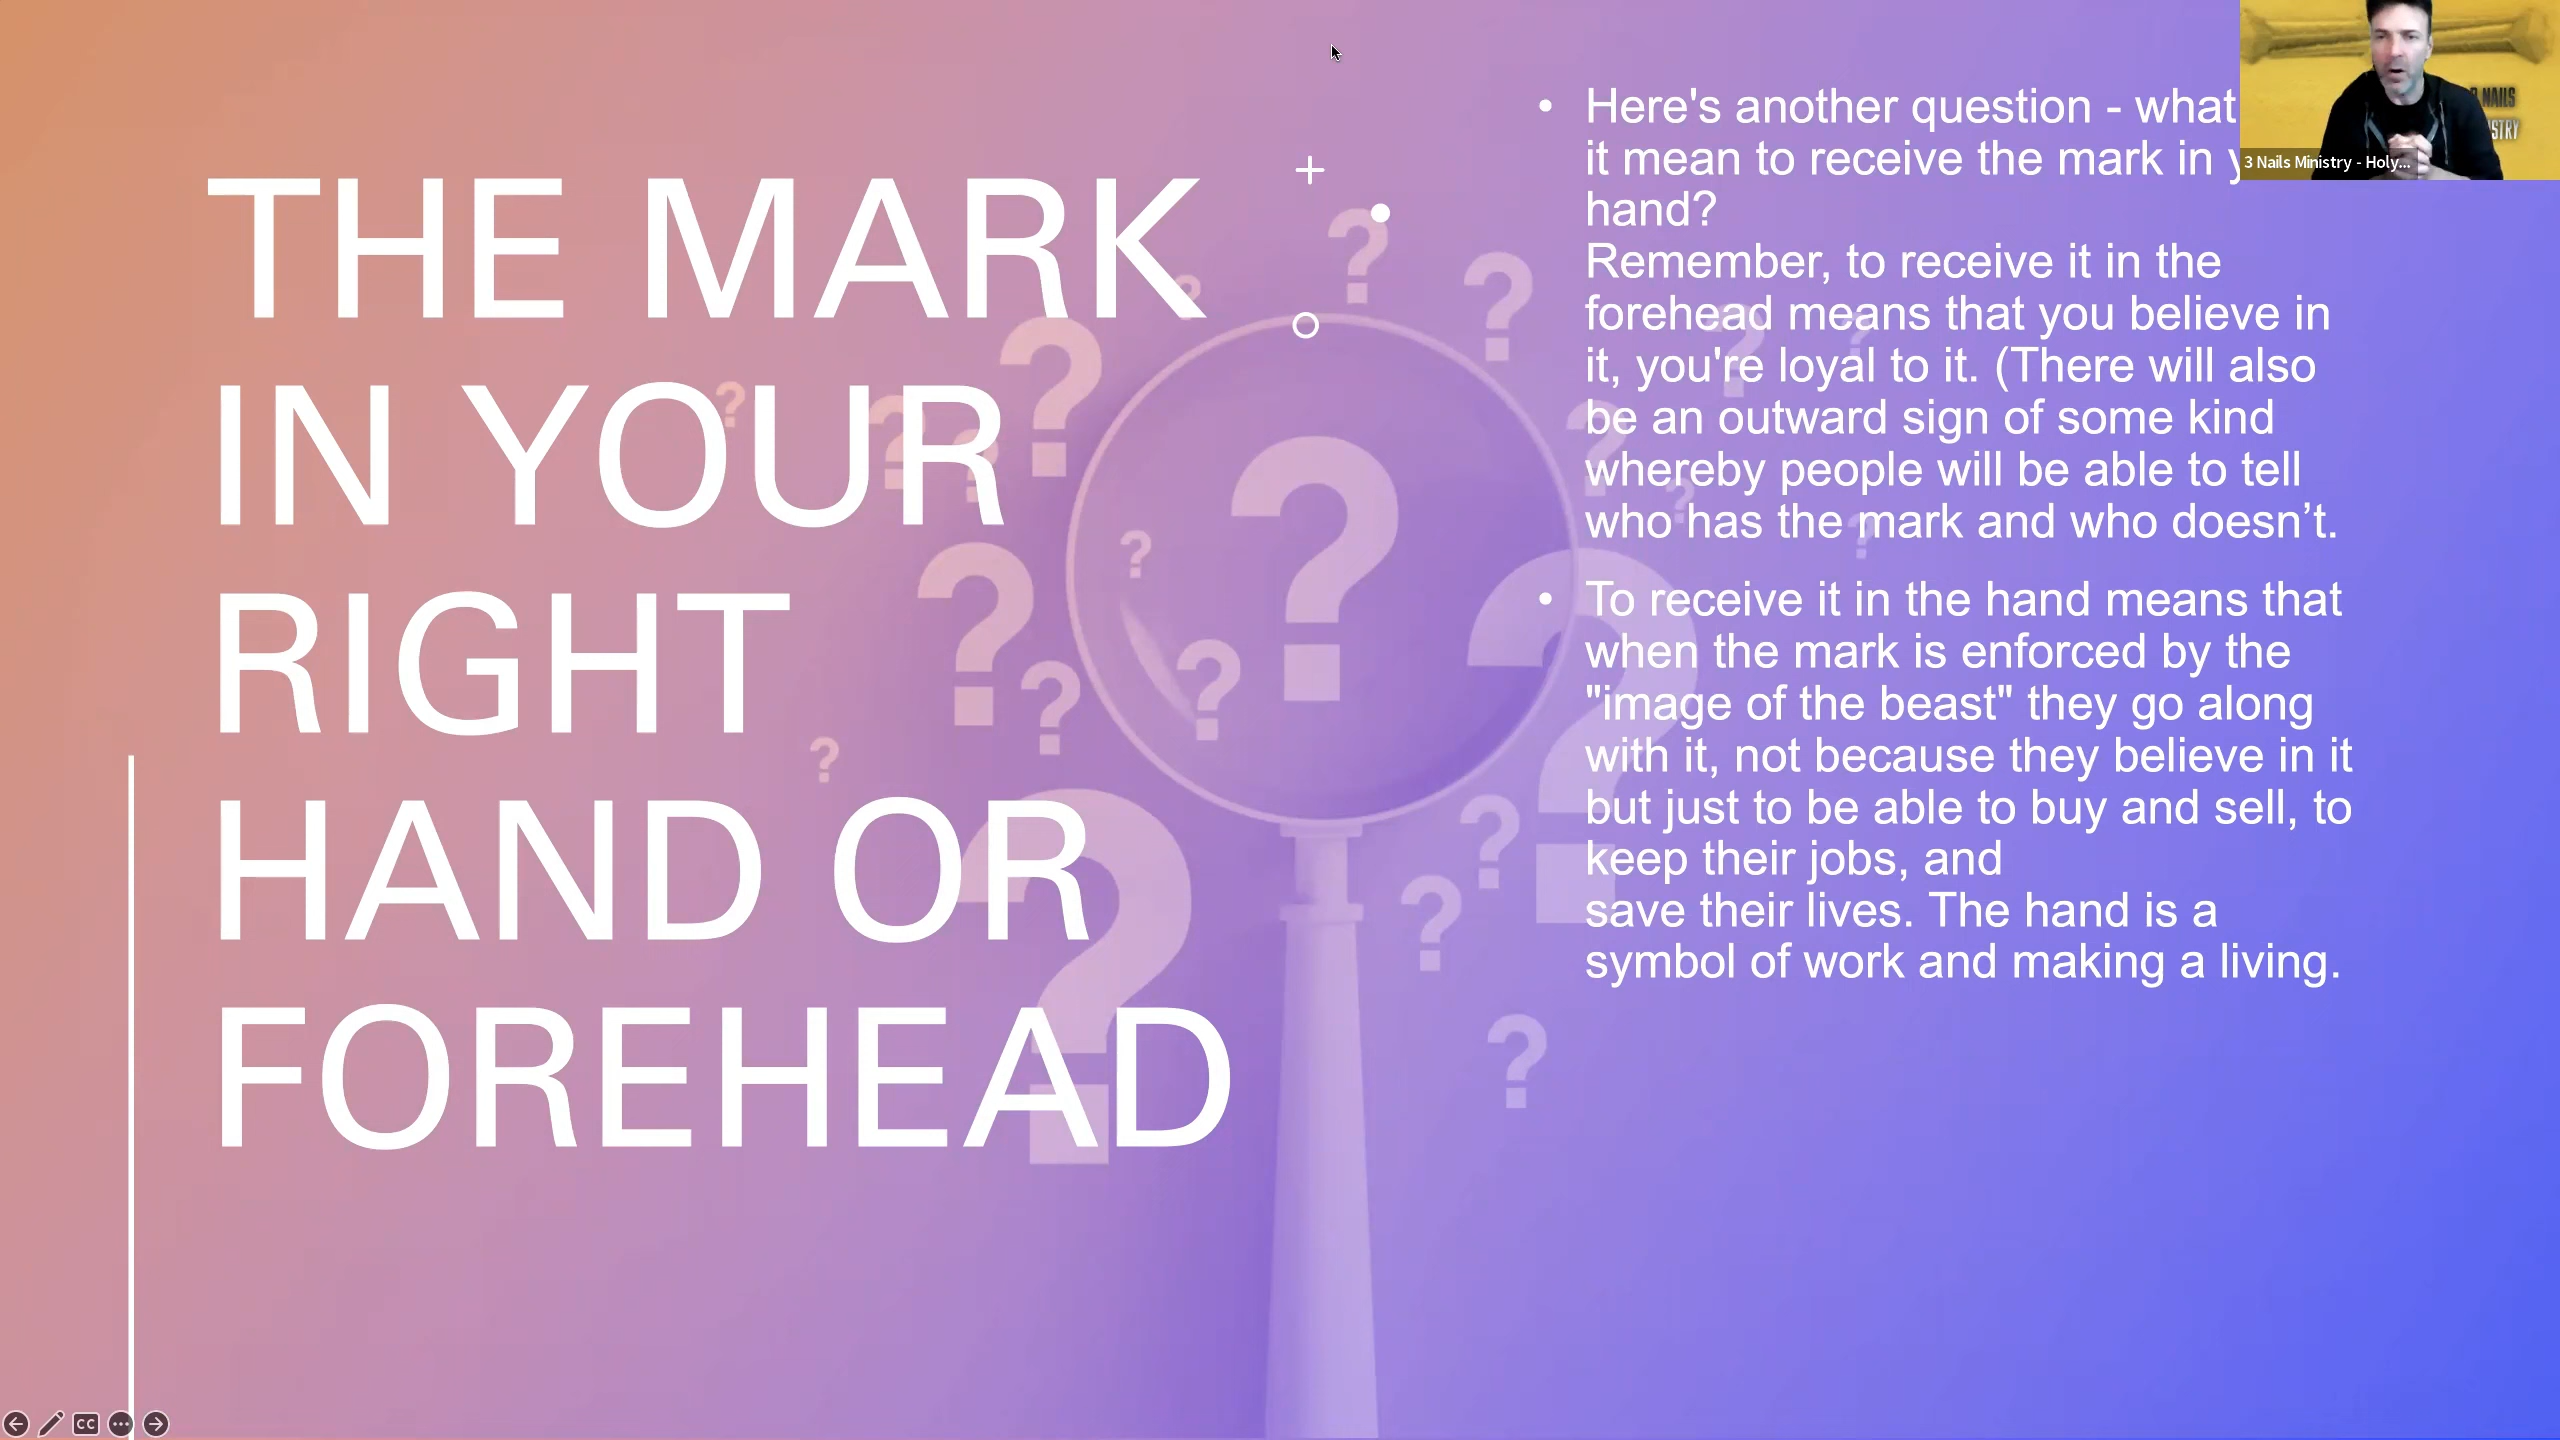 THE MARK
IN YOUR
RIGHT
HAND OR
FOREHEAD
Here's another question - what
it mean to receive the mark in
hand?
Remember, to receive it in the
forehead means that you believe in
it, you're loyal to it. (There will also
be an outward sign of some kind
whereby people will be able to tell
who has the mark and who doesn’t.
To receive it in the hand means that
when the mark is enforced by the
"image of the beast" they go along
with it, not because they believe in it
but just to be able to buy and sell, to
keep their jobs, and
save their lives. The hand is a
symbol of work and making a living.
NAILS
3 Nails Ministry - Holy...
CC